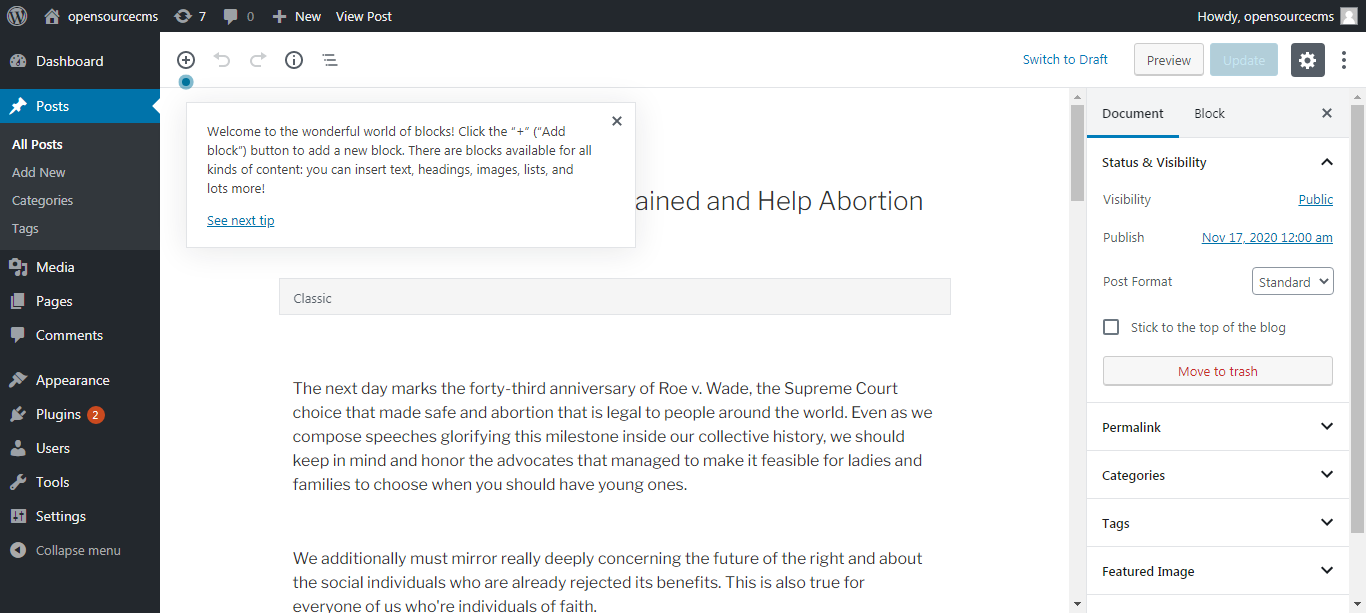 opensourcecms 7 0 New View Post Howdy, opensourcecms
Dashboard
Posts
All Posts
Add New
Categories
Tags
Media
Pages
Comments
Appearance
Plugins 2
Users
Tools
Settings
Collapse menu
Switch to Draft Preview Update
Welcome to the wonderful world of blocks! Click the “+” (“Add
block”) button to add a new block. There are blocks available for all
kinds of content: you can insert text, headings, images, lists, and
lots more!
See next tip
ained and Help Abortion
Classic
The next day marks the forty-third anniversary of Roe v. Wade, the Supreme Court
choice that made safe and abortion that is legal to people around the world. Even as we
compose speeches glorifying this milestone inside our collective history, we should
keep in mind and honor the advocates that managed to make it feasible for ladies and
families to choose when you should have young ones.
We additionally must mirror really deeply concerning the future of the right and about
the social individuals who are already rejected its benefits. This is also true for
everyone of us who're individuals of faith.
Document Block
Status & Visibility
Visibility Public
Publish Nov 17, 2020 12:00 am
Post Format Standard
Stick to the top of the blog
Move to trash
Permalink
Categories
Tags
Featured Image